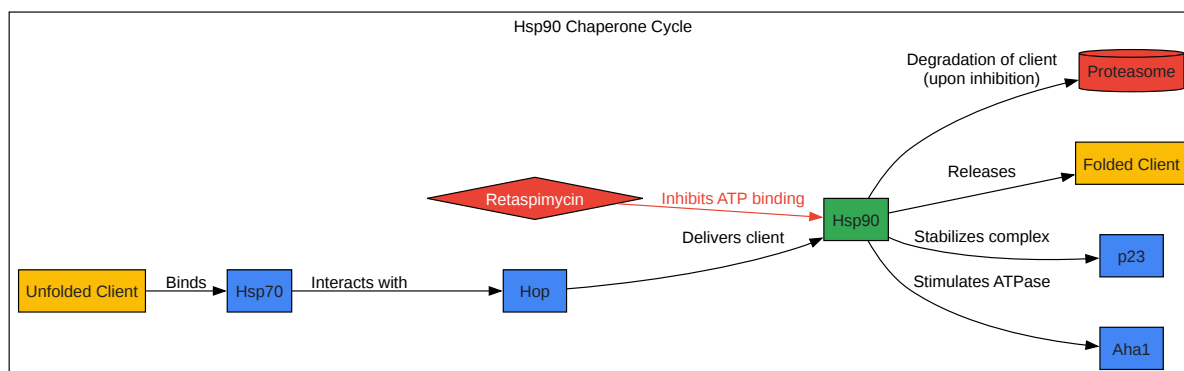 Hsp90 Chaperone Cycle
Degradation of client
(upon inhibition)
Proteasome
Releases
Folded Client
Retaspimycin
Inhibits ATP binding
Hsp90
Delivers client
Stabilizes complex
p23
Unfolded Client
Binds
Hsp70
Interacts with
Hop
Stimulates ATPase
Aha1